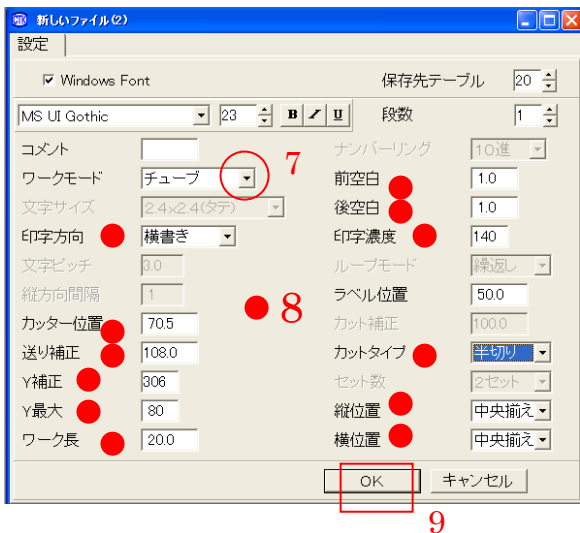 新しいファイル(2)
設定
Windows Font
保存先テーブル 20
MS UI Gothic 23 B I U
段数 1
コメント
ナンバーリング 10進
ワークモード チューブ 7
前空白 1.0
文字サイズ 2.4×2.4(タテ)
後空白 1.0
印字方向 横書き
印字濃度 140
文字ピッチ 3.0
ループモード 繰返し
縦方向間隔 1
8
ラベル位置 50.0
カッター位置 70.5
カット補正 100.0
送り補正 108.0
カットタイプ 半切り
Y補正 306
セット数 2セット
Y最大 80
縦位置 中央揃え
ワーク長 20.0
横位置 中央揃え
OK キャンセル
9